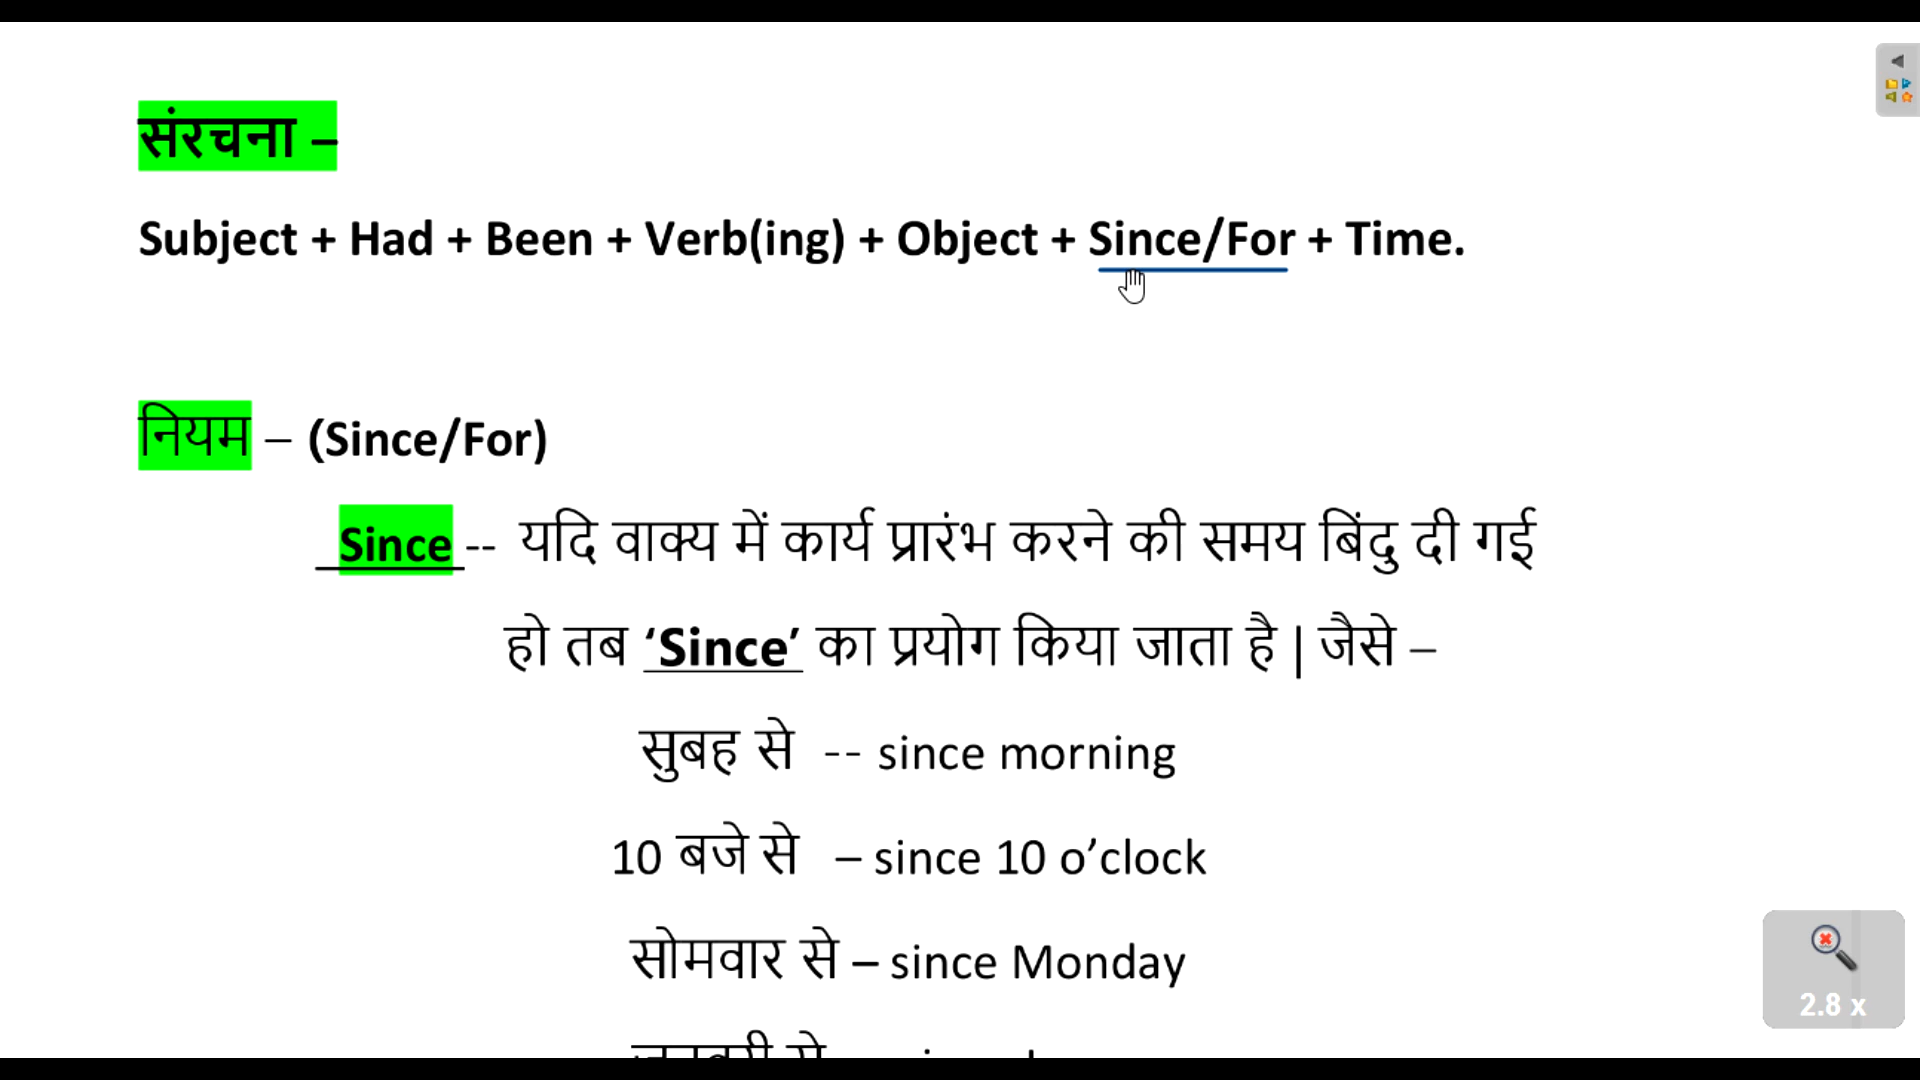 संरचना –
Subject + Had + Been + Verb(ing) + Object + Since/For + Time.
नियम – (Since/For)
Since -- यदि वाक्य में कार्य प्रारंभ करने की समय बिंदु दी गई
हो तब ‘Since’ का प्रयोग किया जाता है | जैसे –
सुबह से -- since morning
10 बजे से – since 10 o’clock
सोमवार से – since Monday
2.8 x